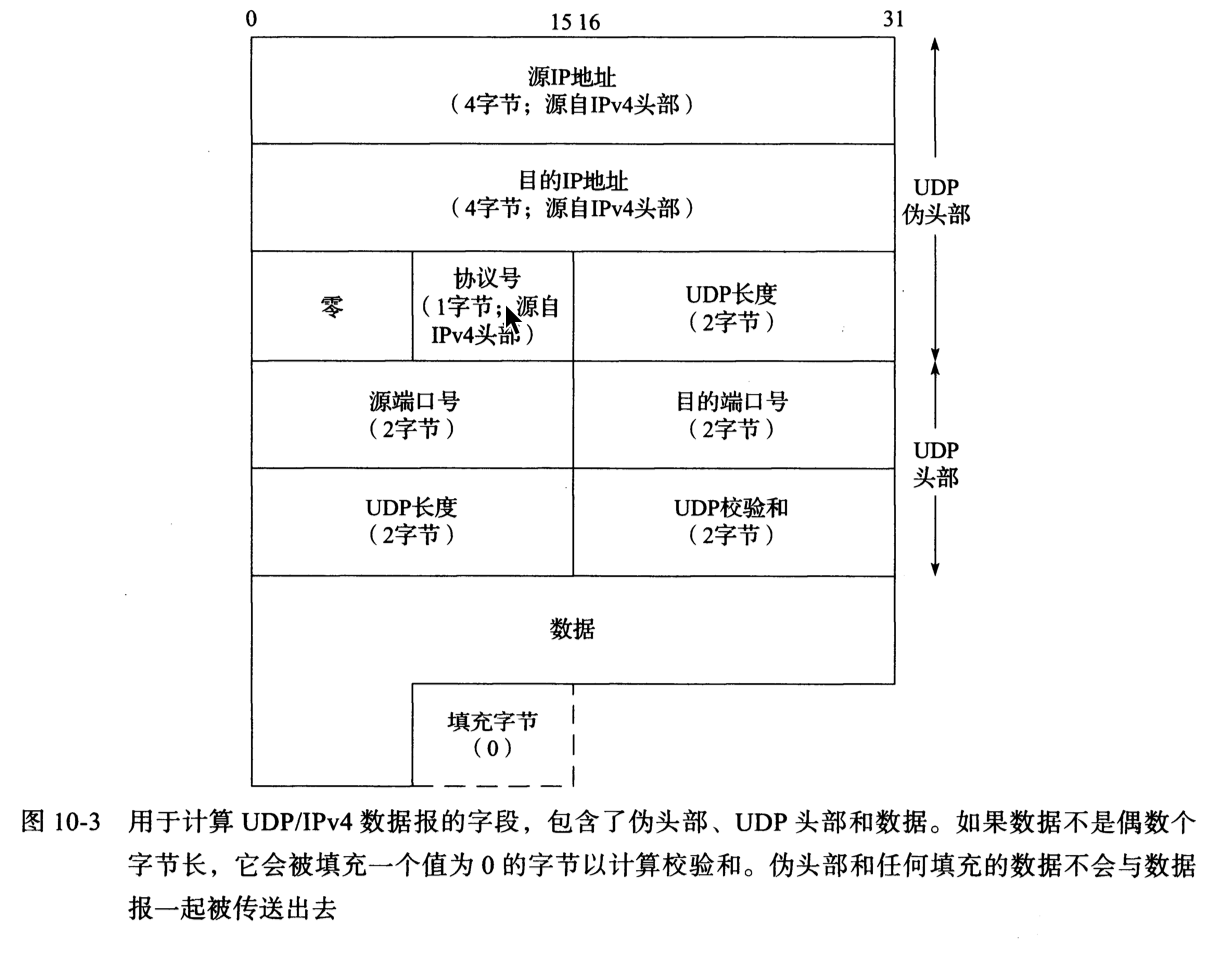 0 15 16 31
源IP地址
（4字节；源自IPv4头部）
目的IP地址
（4字节；源自IPv4头部）
UDP
伪头部
零
协议号
（1字节；源自
IPv4头部）
UDP长度
（2字节）
源端口号
（2字节）
目的端口号
（2字节）
UDP
头部
UDP长度
（2字节）
UDP校验和
（2字节）
数据
填充字节
（0）
图 10-3 用于计算 UDP/IPv4 数据报的字段，包含了伪头部、UDP 头部和数据。如果数据不是偶数个
字节长，它会被填充一个值为 0 的字节以计算校验和。伪头部和任何填充的数据不会与数据
报一起被传送出去